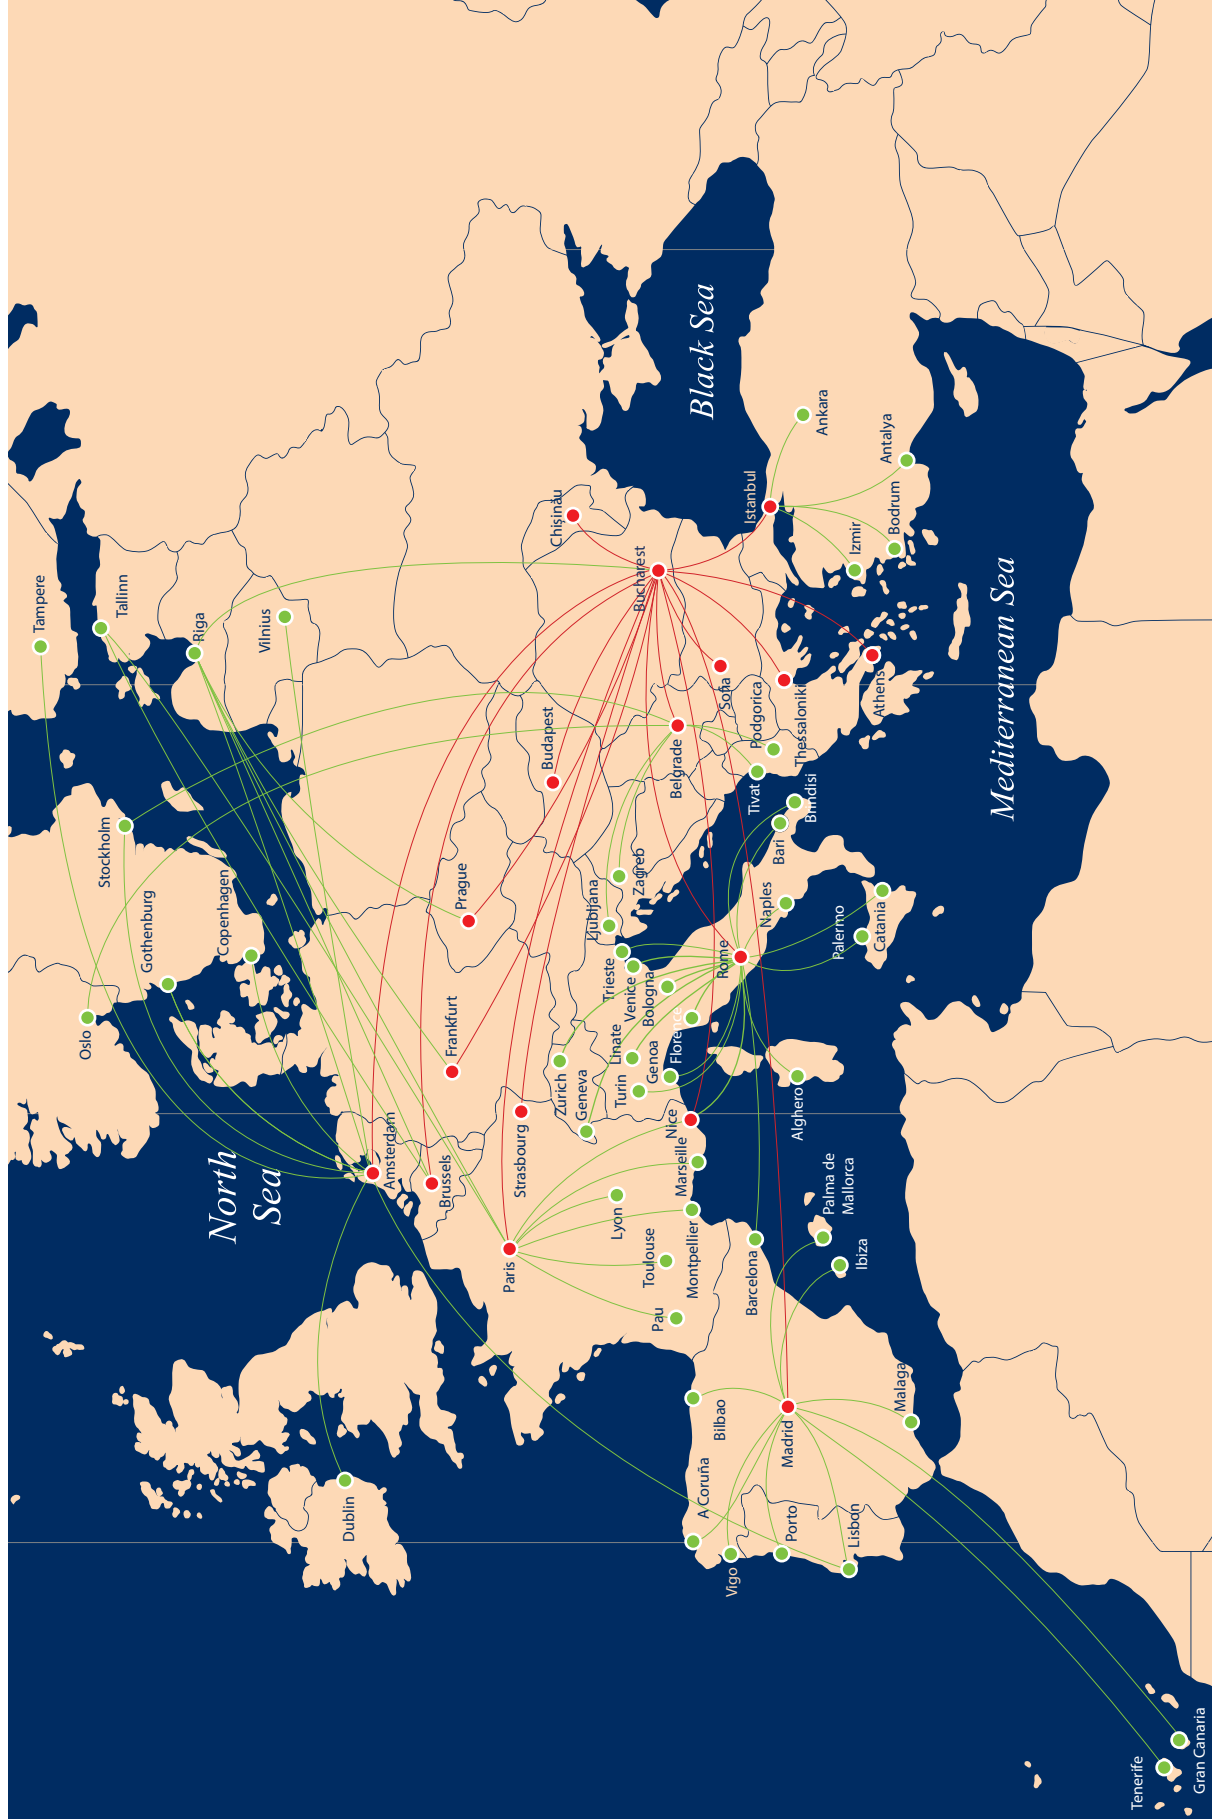 Tampere
Tallinn
Riga
Vilnius
Oslo
Stockholm
Gothenburg
Copenhagen
North
Sea
Dublin
Amsterdam
Brussels
Frankfurt
Prague
Budapest
Chişinău
Bucharest
Black Sea
Paris
Strasbourg
Zurich
Geneva
Lyon
Toulouse
Pau
Montpellier
Marseille
Nice
Turin
Linate
Genoa
Florence
Bologna
Venice
Trieste
Ljubljana
Zagreb
Belgrade
Sofia
Podgorica
Tivat
Thessaloniki
Athens
Istanbul
Ankara
Izmir
Bodrum
Antalya
Rome
Naples
Bari
Brindisi
Palermo
Catania
Alghero
Barcelona
Palma de
Mallorca
Ibiza
Bilbao
A Coruña
Vigo
Porto
Lisbon
Madrid
Malaga
Mediterranean Sea
Tenerife
Gran Canaria